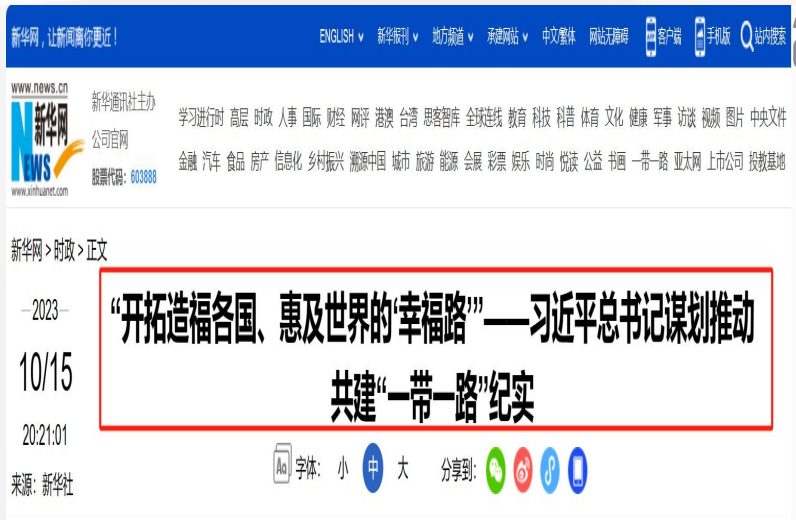 新华网，让新闻离你更近！
ENGLISH 新华报刊 地方频道 承建网站 中文繁体 网站无障碍 客户端 手机版 站内搜索
www.news.cn
新华网
NEWS
www.xinhuanet.com
新华通讯社主办
公司官网
股票代码：603888
学习进行时 高层 时政 人事 国际 财经 网评 港澳 台湾 思客智库 全球连线 教育 科技 科普 体育 文化 健康 军事 访谈 视频 图片 中央文件
金融 汽车 食品 房产 信息化 乡村振兴 溯源中国 城市 旅游 能源 会展 彩票 娱乐 时尚 悦读 公益 书画 一带一路 亚太网 上市公司 投教基地
新华网 > 时政 > 正文
2023
10/15
20:21:01
来源：新华社
“开拓造福各国、惠及世界的‘幸福路’”——习近平总书记谋划推动
共建“一带一路”纪实
Aa 字体： 小 中 大 分享到：